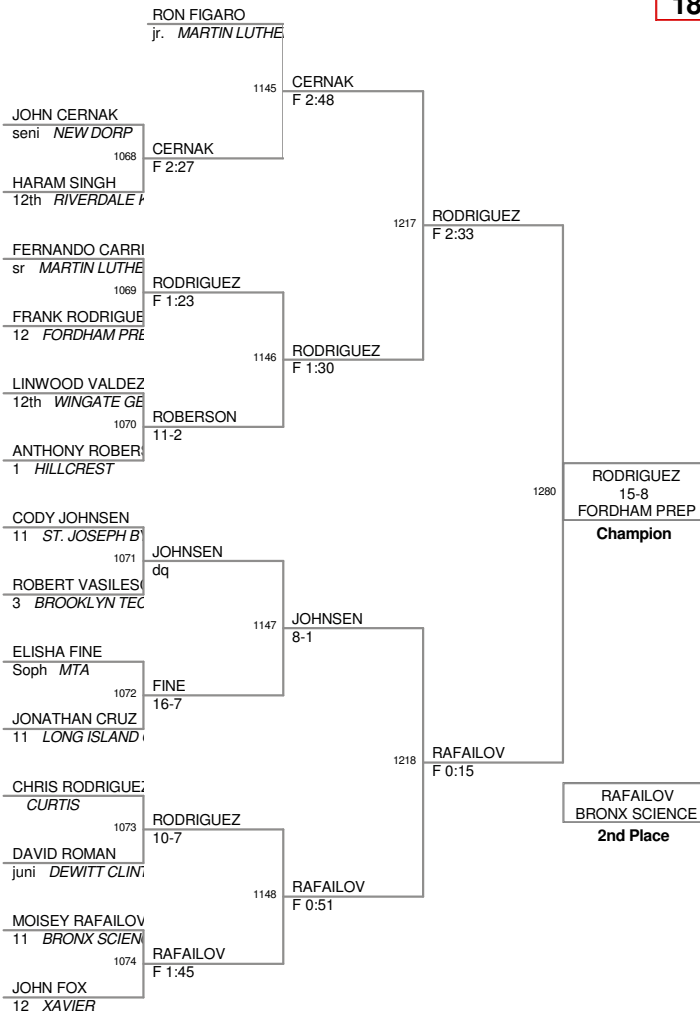 18
RON FIGARO
jr. MARTIN LUTHE
JOHN CERNAK
seni NEW DORP
1068
HARAM SINGH
12th RIVERDALE K
FERNANDO CARRI
sr MARTIN LUTHE
1069
FRANK RODRIGUE
12 FORDHAM PRE
LINWOOD VALDEZ
12th WINGATE GE
1070
ANTHONY ROBER
1 HILLCREST
CODY JOHNSEN
11 ST. JOSEPH B
1071
ROBERT VASILES
3 BROOKLYN TEC
ELISHA FINE
Soph MTA
1072
JONATHAN CRUZ
11 LONG ISLAND
CHRIS RODRIGUEZ
CURTIS
1073
DAVID ROMAN
juni DEWITT CLINT
MOISEY RAFAILOV
11 BRONX SCIEN
1074
JOHN FOX
12 XAVIER
1145
CERNAK
F 2:27
RODRIGUEZ
F 1:23
1146
ROBERSON
11-2
JOHNSEN
dq
1147
FINE
16-7
RODRIGUEZ
10-7
1148
RAFAILOV
F 1:45
CERNAK
F 2:48
1217
RODRIGUEZ
F 1:30
JOHNSEN
8-1
1218
RAFAILOV
F 0:51
RODRIGUEZ
F 2:33
1280
RAFAILOV
F 0:15
RODRIGUEZ
15-8
FORDHAM PREP
Champion
RAFAILOV
BRONX SCIENCE
2nd Place